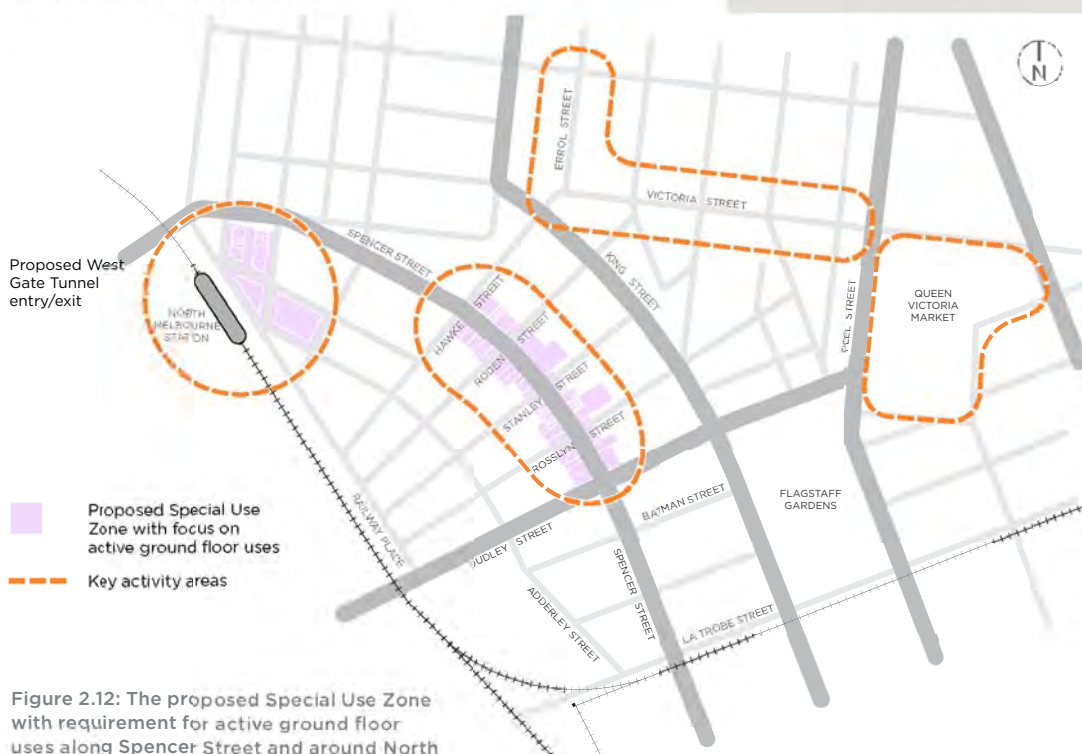 N
ERROL STREET
VICTORIA STREET
SPENCER STREET
KING STREET
PEEL STREET
QUEEN
VICTORIA
MARKET
Proposed West
Gate Tunnel
entry/exit
NORTH
MELBOURNE
STATION
HAWKE STREET
RODEN STREET
STANLEY STREET
ROSSLYN STREET
BATMAN STREET
FLAGSTAFF
GARDENS
RAILWAY PLACE
DUDLEY STREET
SPENCER STREET
ADDERLEY STREET
LA TROBE STREET
Proposed Special Use
Zone with focus on
active ground floor uses
Key activity areas
Figure 2.12: The proposed Special Use Zone
with requirement for active ground floor
uses along Spencer Street and around North